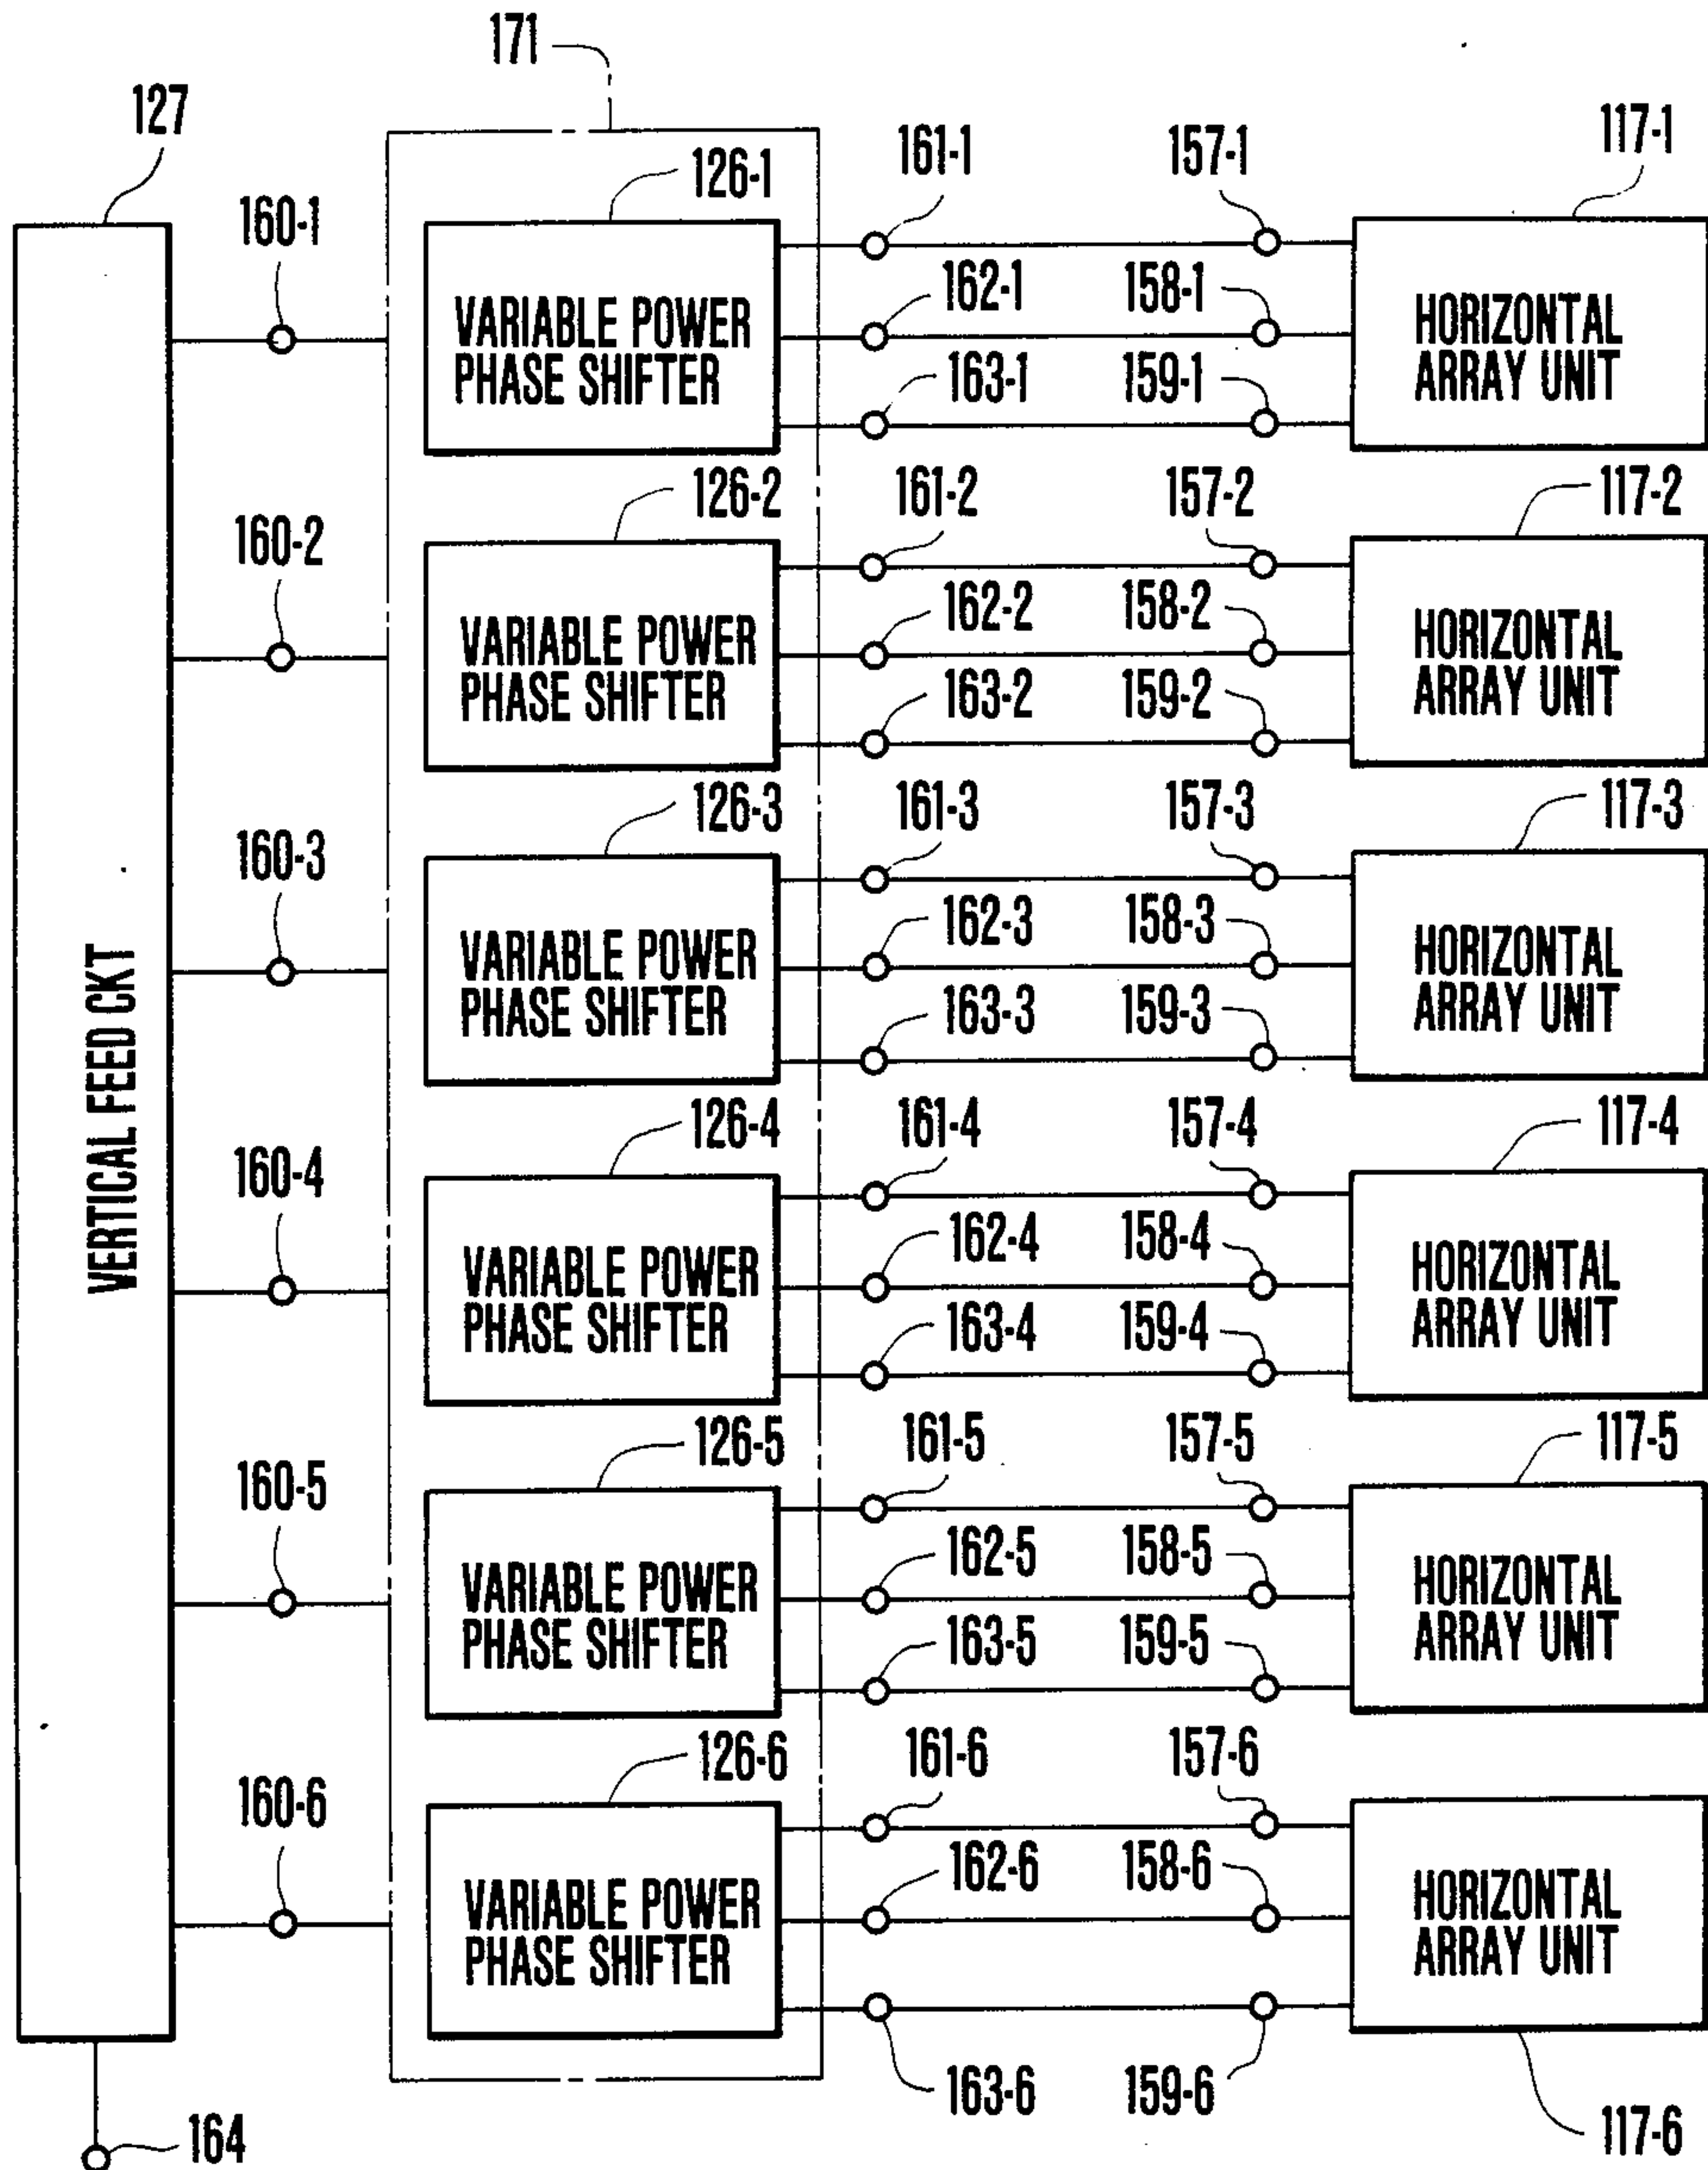 171
127
161-1
157-1
117-1
126-1
160-1
162-1
158-1
VARIABLE POWER
PHASE SHIFTER
HORIZONTAL
ARRAY UNIT
163-1
159-1
126-2
161-2
157-2
117-2
160-2
162-2
158-2
VARIABLE POWER
PHASE SHIFTER
HORIZONTAL
ARRAY UNIT
163-2
159-2
126-3
161-3
157-3
117-3
160-3
162-3
158-3
VARIABLE POWER
PHASE SHIFTER
HORIZONTAL
ARRAY UNIT
163-3
159-3
VERTICAL FEED CKT
126-4
161-4
157-4
117-4
160-4
162-4
158-4
VARIABLE POWER
PHASE SHIFTER
HORIZONTAL
ARRAY UNIT
163-4
159-4
126-5
161-5
157-5
117-5
160-5
162-5
158-5
VARIABLE POWER
PHASE SHIFTER
HORIZONTAL
ARRAY UNIT
163-5
159-5
126-6
161-6
157-6
160-6
162-6
158-6
VARIABLE POWER
PHASE SHIFTER
HORIZONTAL
ARRAY UNIT
163-6
159-6
117-6
164